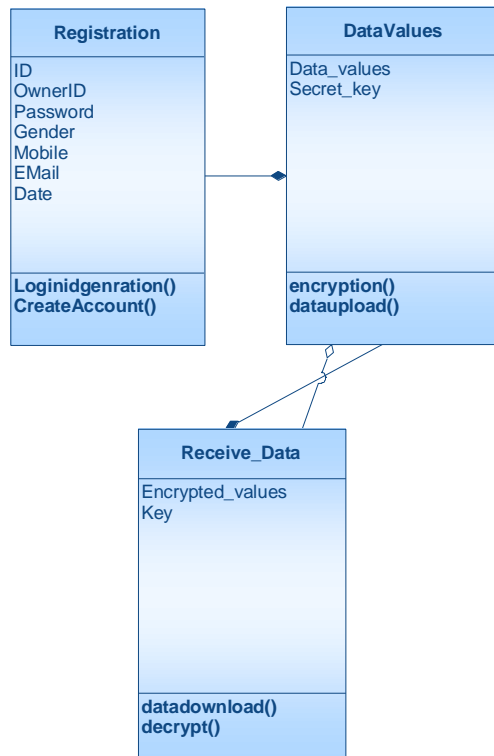 Registration
ID
OwnerID
Password
Gender
Mobile
EMail
Date
Loginidgenration()
CreateAccount()
DataValues
Data_values
Secret_key
encryption()
dataupload()
Receive_Data
Encrypted_values
Key
datadownload()
decrypt()